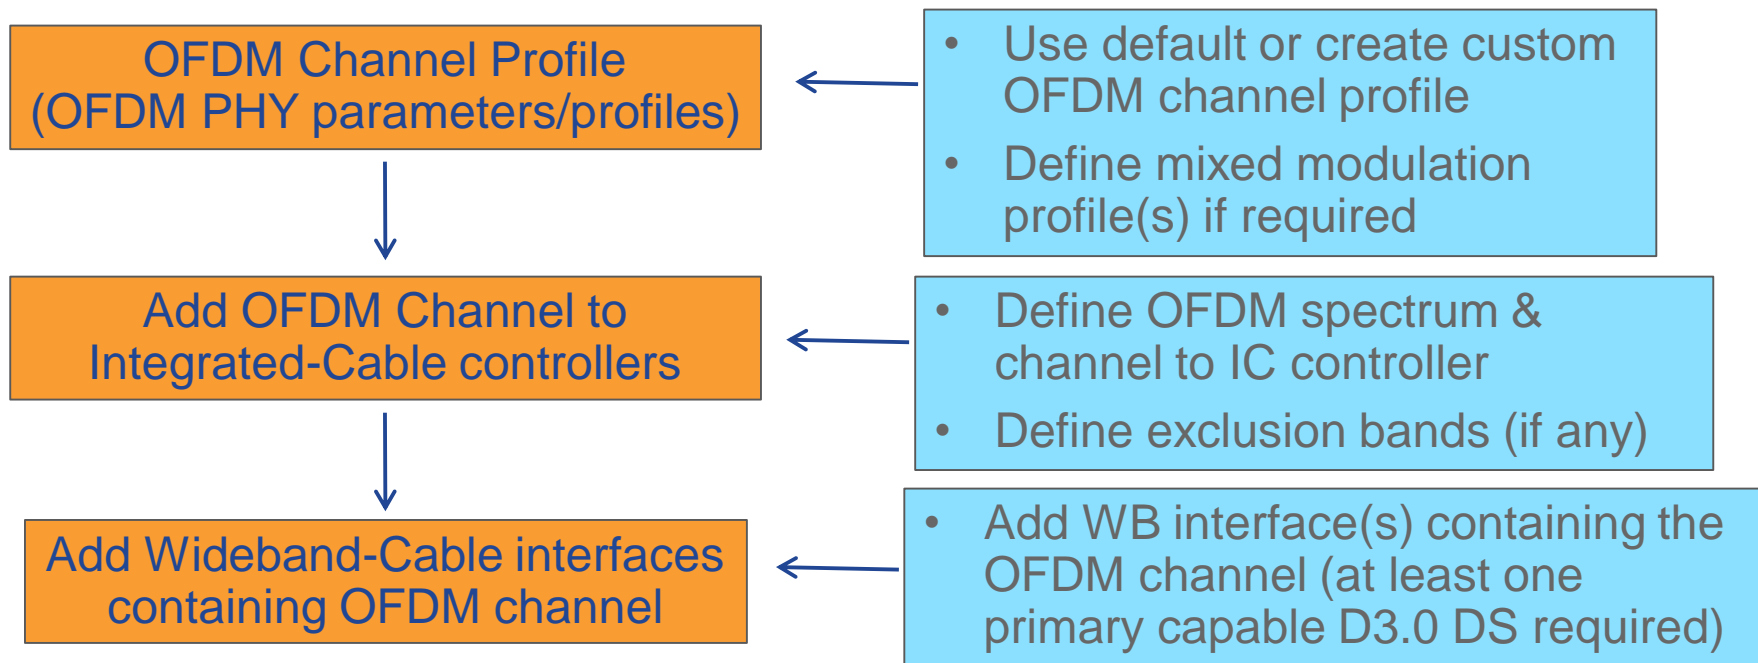 OFDM Channel Profile
(OFDM PHY parameters/profiles)
• Use default or create custom
OFDM channel profile
• Define mixed modulation
profile(s) if required
Add OFDM Channel to
Integrated-Cable controllers
• Define OFDM spectrum &
channel to IC controller
• Define exclusion bands (if any)
Add Wideband-Cable interfaces
containing OFDM channel
• Add WB interface(s) containing the
OFDM channel (at least one
primary capable D3.0 DS required)